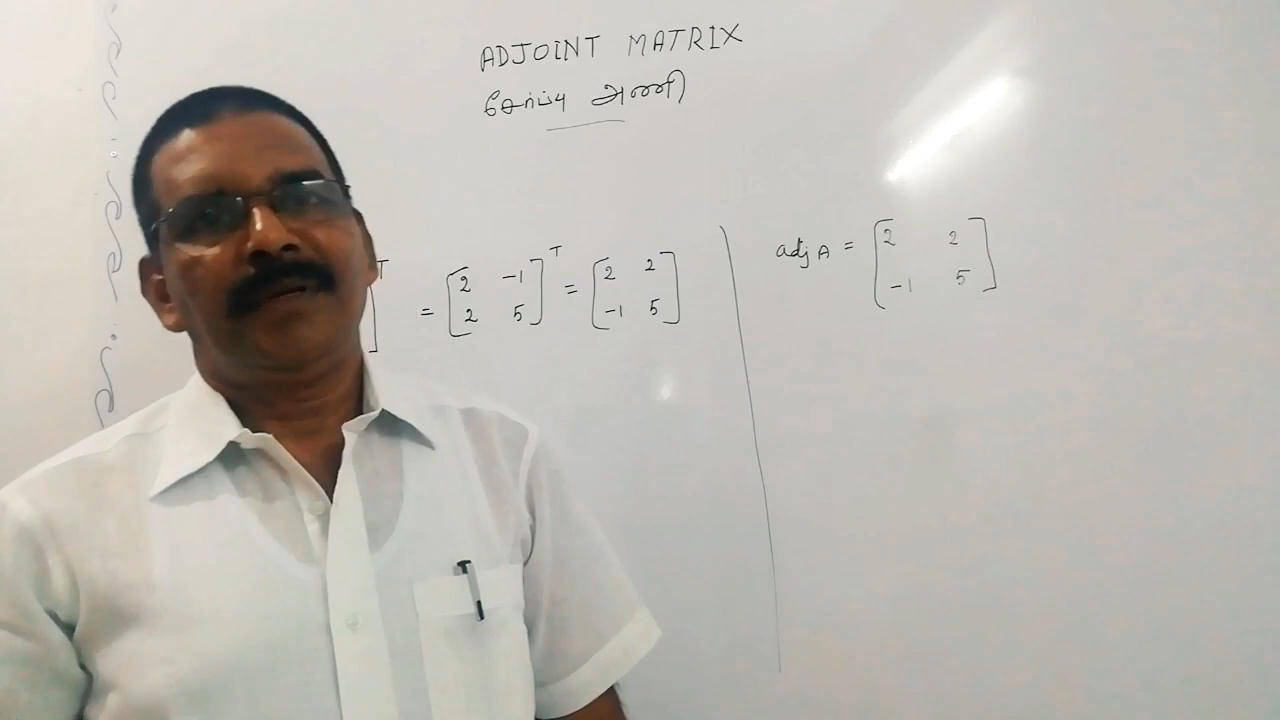 ADJOINT MATRIX
சேர்ப்பு அணி
] T = [ 2 -1 ] T = [ 2 2 ]
[ 2 5 ] [ -1 5 ]
adj A = [ 2 2 ]
[ -1 5 ]